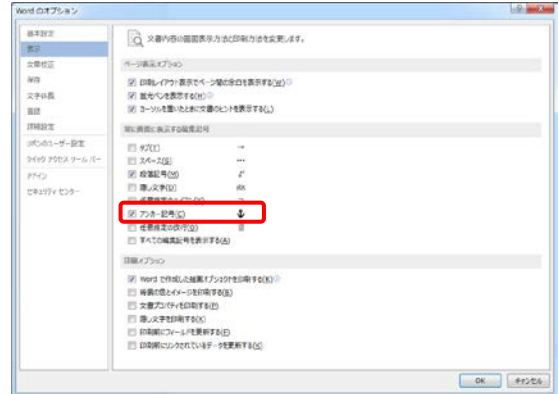 Word のオプション
基本設定
表示
文章校正
保存
文字体裁
言語
詳細設定
リボンのユーザー設定
クイック アクセス ツール バー
アドイン
セキュリティ センター
文書内容の画面表示方法と印刷方法を変更します。
ページ表示オプション
印刷レイアウト表示でページ間の余白を表示する(W)
蛍光ペンを表示する(H)
カーソルを置いたときに文書のヒントを表示する(L)
常に画面に表示する編集記号
タブ(T)
スペース(S)
段落記号(M)
隠し文字(D)
アンカー記号(C)
任意指定の改行(O)
すべての編集記号を表示する(A)
印刷オプション
Word で作成した描画オブジェクトを印刷する(R)
背景の色とイメージを印刷する(B)
文書プロパティを印刷する(P)
隠し文字を印刷する(X)
印刷前にフィールドを更新する(F)
印刷前にリンクされているデータを更新する(K)
OK
キャンセル